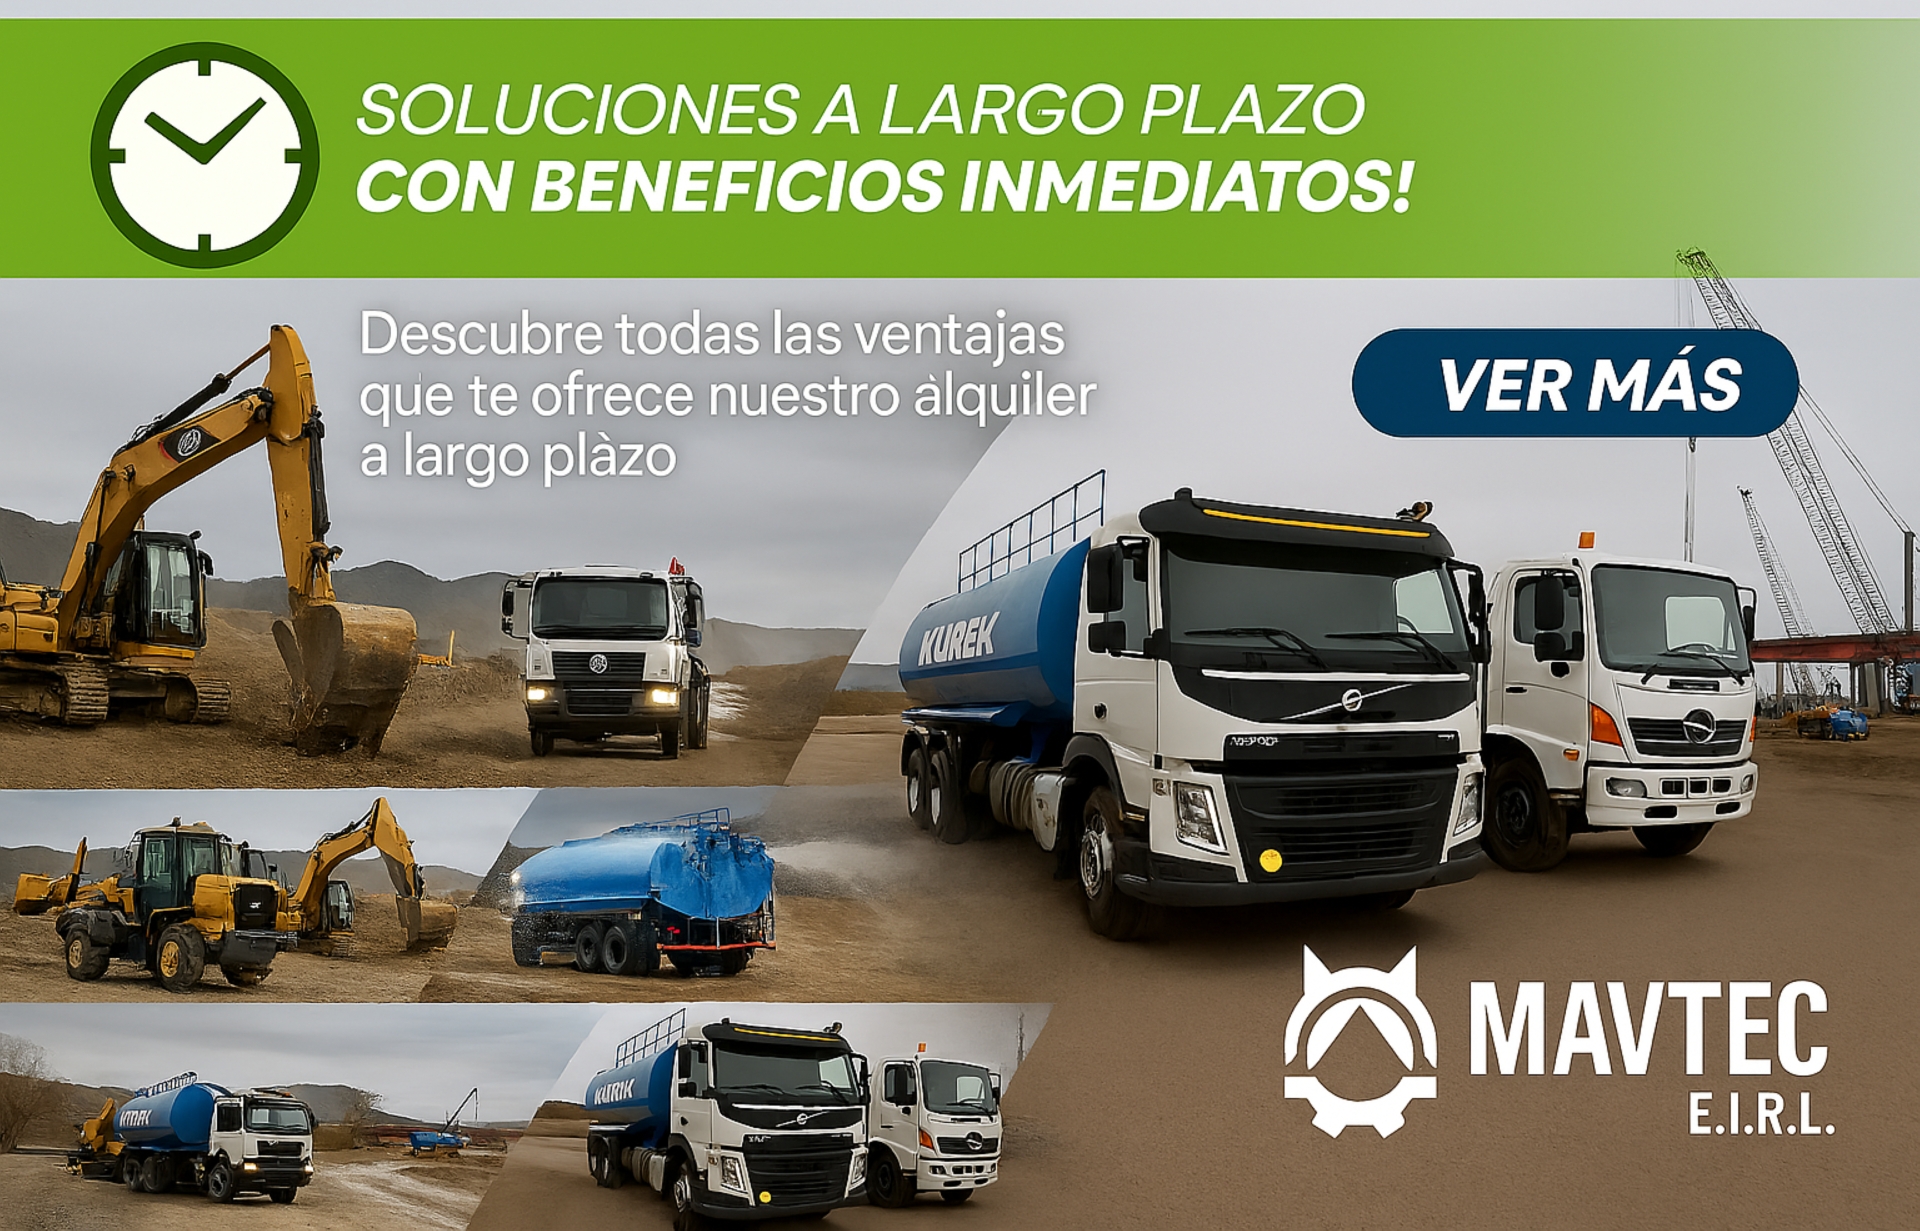 SOLUCIONES A LARGO PLAZO
CON BENEFICIOS INMEDIATOS!
Descubre todas las ventajas
que te ofrece nuestro àlquiler
a largo plàzo
VER MÁS
KUREK
MAVTEC
E.I.R.L.